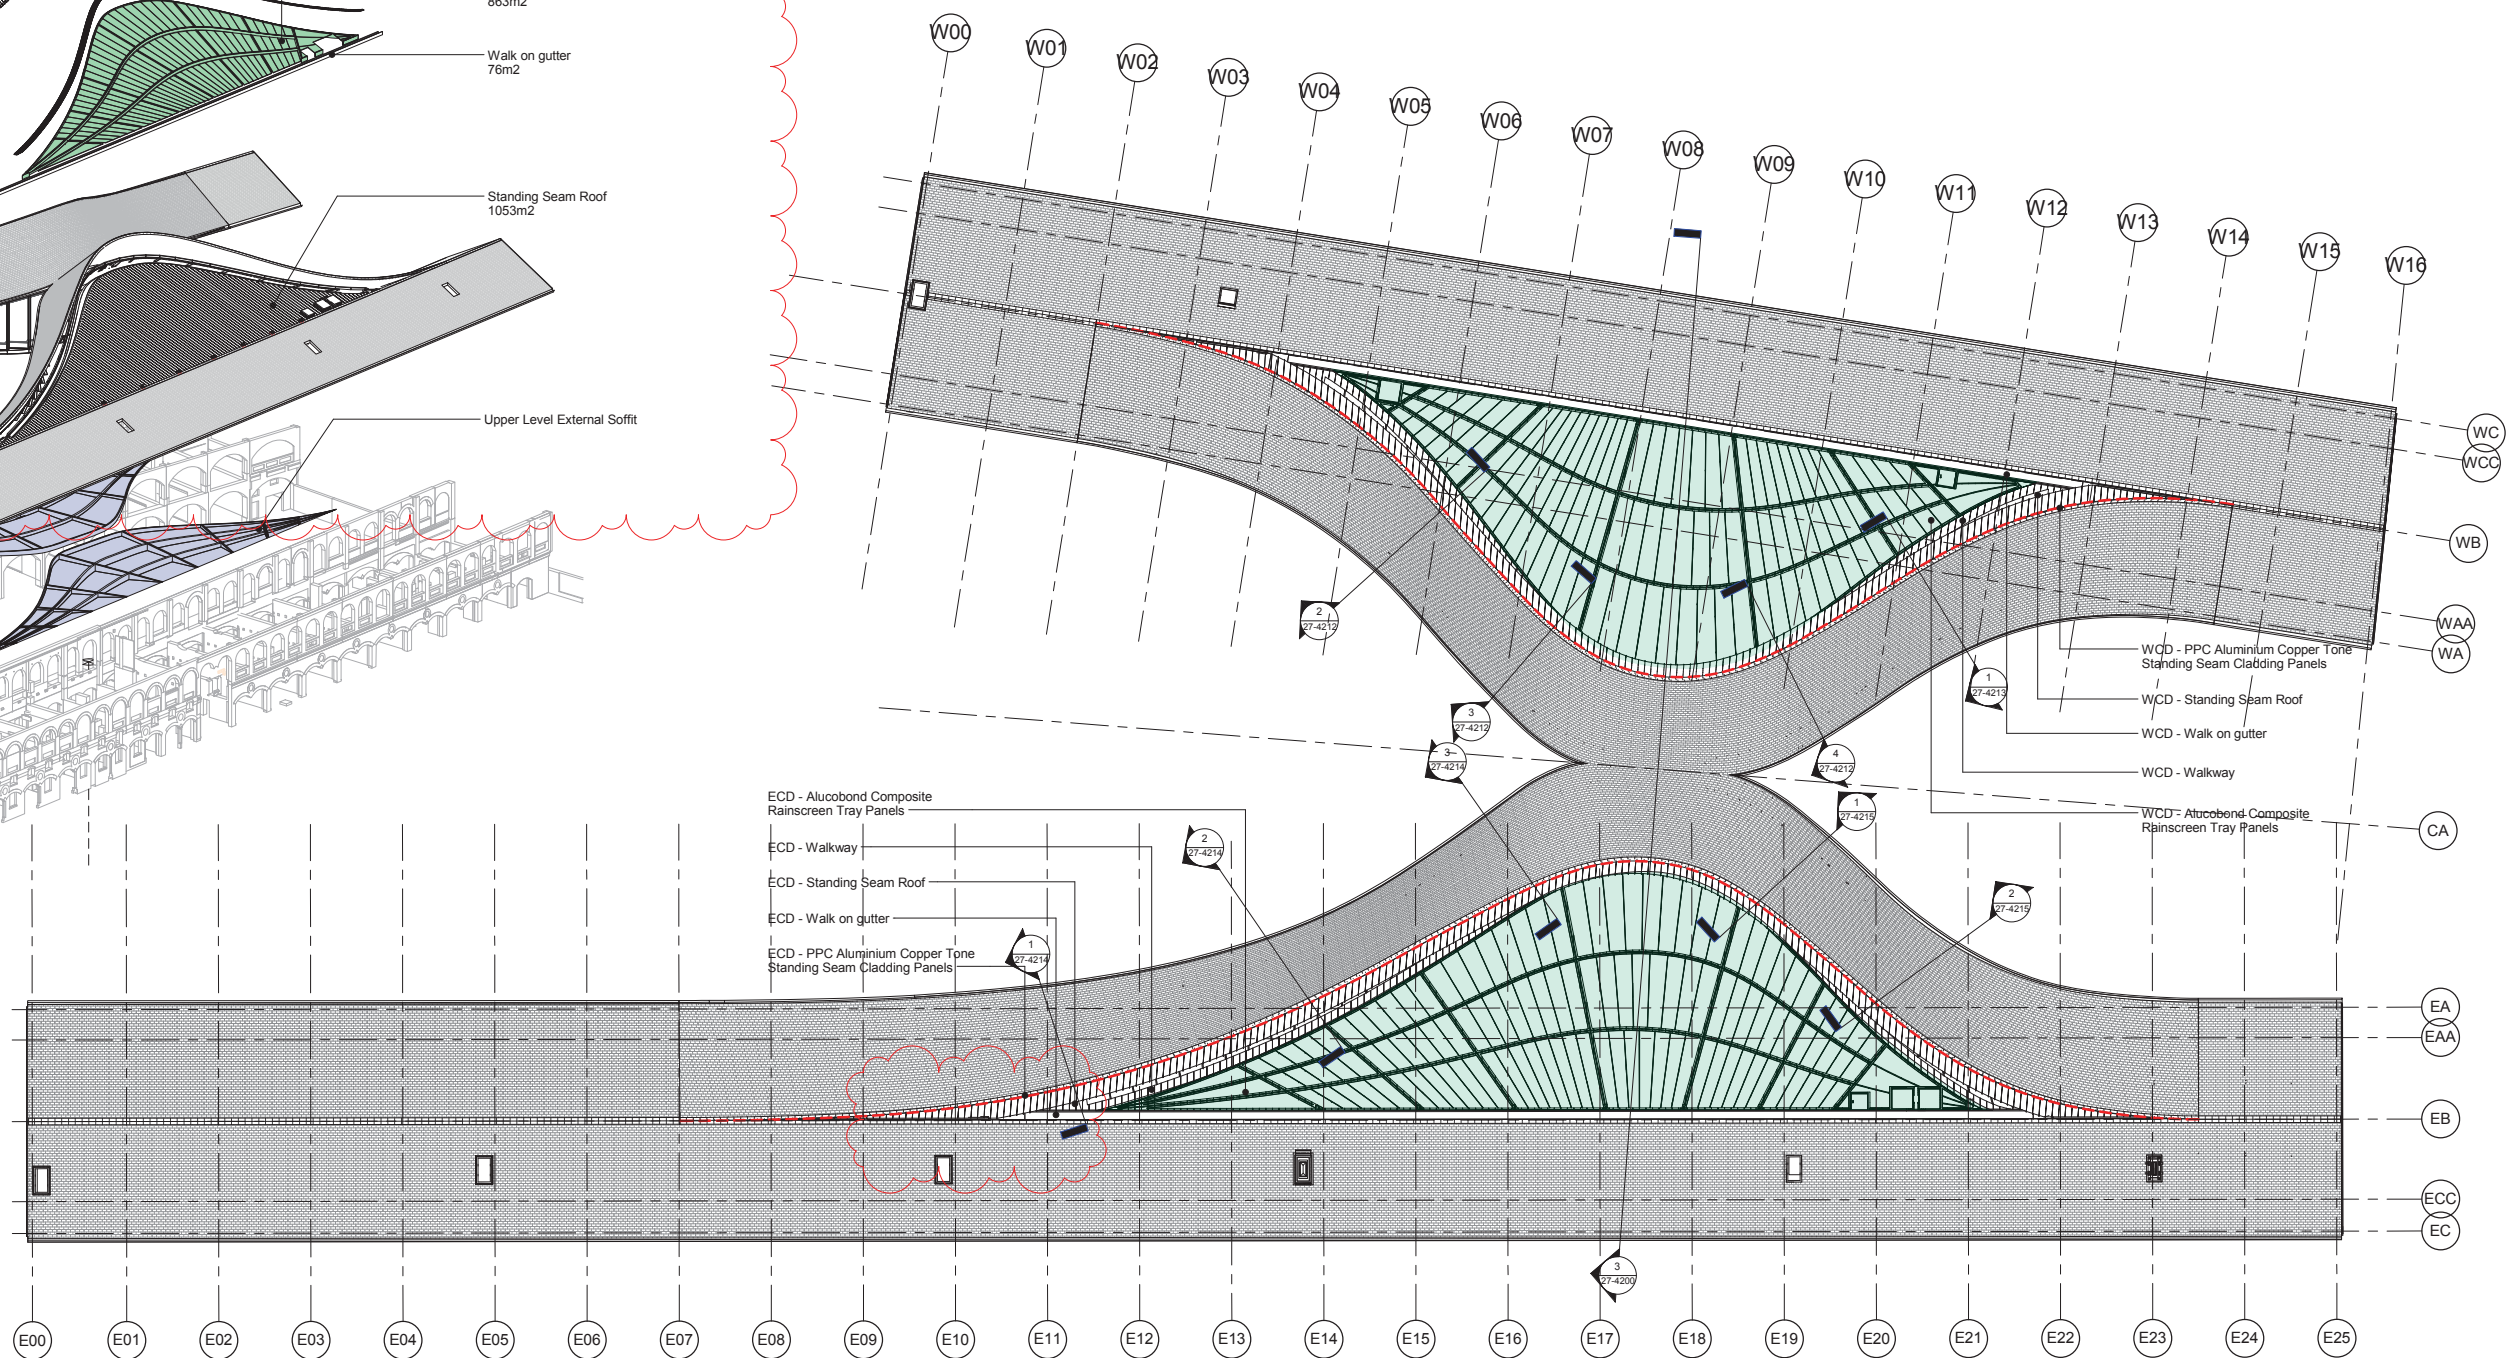 863m2
Walk on gutter
76m2
Standing Seam Roof
1053m2
Upper Level External Soffit
W00
W01
W02
W03
W04
W05
W06
W07
W08
W09
W10
W11
W12
W13
W14
W15
W16
WC
WCC
WB
WAA
WA
CA
2
27-4212
3
27-4212
3
27-4214
4
27-4212
1
27-4213
1
27-4215
2
27-4215
2
27-4214
1
27-4214
3
27-4200
WCD - PPC Aluminium Copper Tone
Standing Seam Cladding Panels
WCD - Standing Seam Roof
WCD - Walk on gutter
WCD - Walkway
WCD - Alucobond Composite
Rainscreen Tray Panels
ECD - Alucobond Composite
Rainscreen Tray Panels
ECD - Walkway
ECD - Standing Seam Roof
ECD - Walk on gutter
ECD - PPC Aluminium Copper Tone
Standing Seam Cladding Panels
EA
EAA
EB
ECC
EC
E00
E01
E02
E03
E04
E05
E06
E07
E08
E09
E10
E11
E12
E13
E14
E15
E16
E17
E18
E19
E20
E21
E22
E23
E24
E25